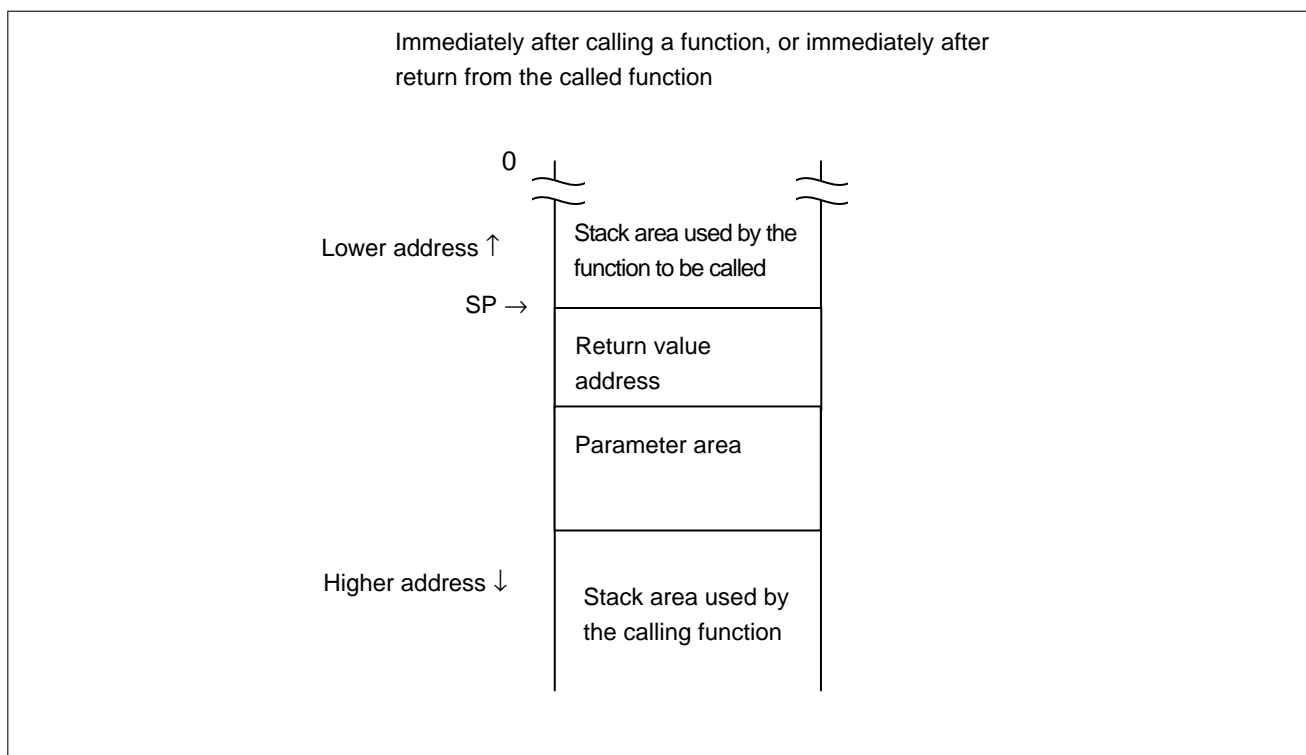 Immediately after calling a function, or immediately after
return from the called function
0
Lower address ↑
Stack area used by the
function to be called
SP →
Return value
address
Parameter area
Higher address ↓
Stack area used by
the calling function